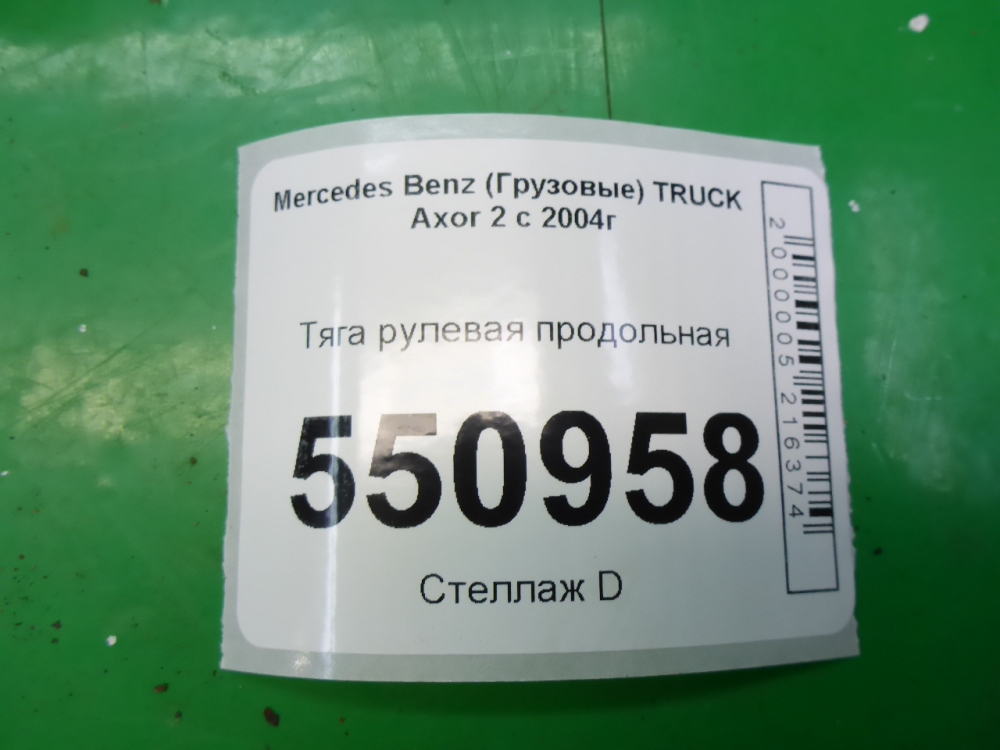 Mercedes Benz (Грузовые) TRUCK
Axor 2 с 2004г
Тяга рулевая продольная
550958
Стеллаж D
2000005216374